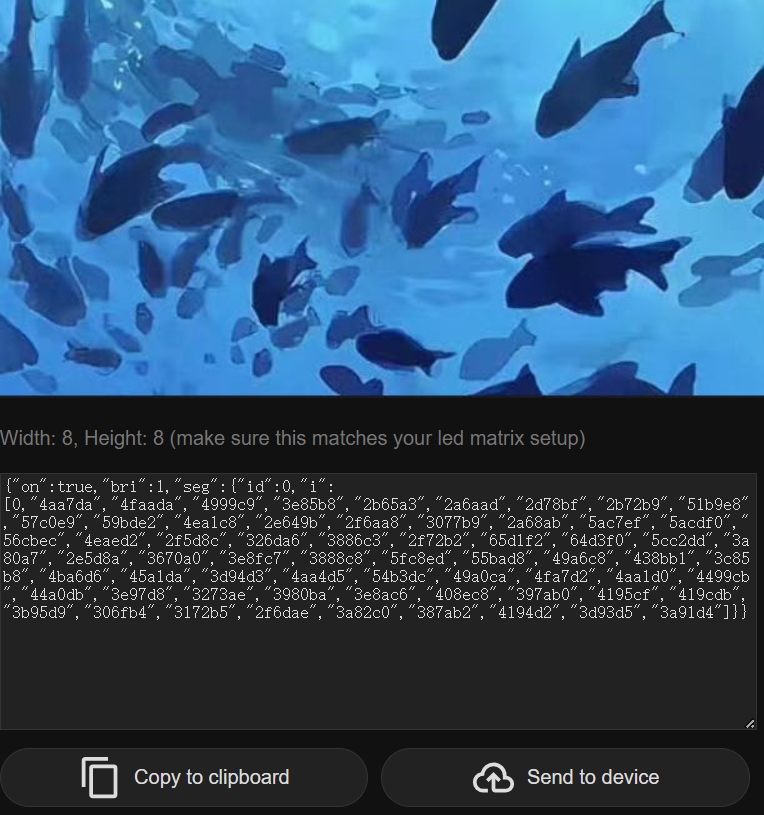 Width: 8, Height: 8 (make sure this matches your led matrix setup)
{"on":true,"bri":1,"seg":{"id":0,"i":
[0,"4aa7da","4faada","4999c9","3e85b8","2b65a3","2a6aad","2d78bf","2b72b9","51b9e8"
,"57c0e9","59bde2","4ea1c8","2e649b","2f6aa8","3077b9","2a68ab","5ac7ef","5acdf0","
56cbec","4eaed2","2f5d8c","326da6","3886c3","2f72b2","65d1f2","64d3f0","5cc2dd","3a
80a7","2e5d8a","3670a0","3e8fc7","3888c8","5fc8ed","55bad8","49a6c8","438bb1","3c85
b8","4ba6d6","45a1da","3d94d3","4aa4d5","54b3dc","49a0ca","4fa7d2","4aa1d0","4499cb
","44a0db","3e97d8","3273ae","3980ba","3e8ac6","408ec8","397ab0","4195cf","419cdb",
"3b95d9","306fb4","3172b5","2f6dae","3a82c0","387ab2","4194d2","3d93d5","3a91d4"]}}
Copy to clipboard
Send to device